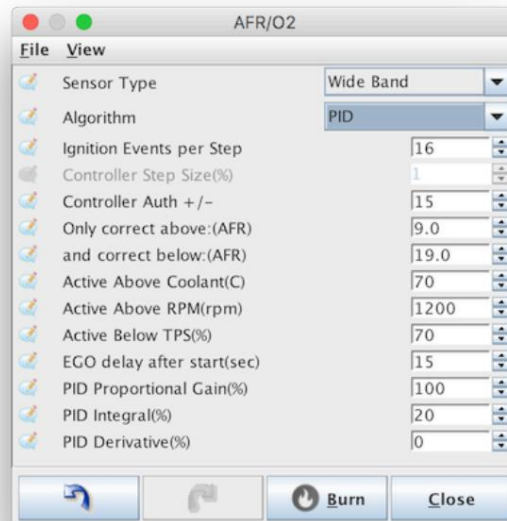 AFR/O2
File View
Sensor Type Wide Band
Algorithm PID
Ignition Events per Step 16
Controller Step Size(%) 1
Controller Auth +/- 15
Only correct above:(AFR) 9.0
and correct below:(AFR) 19.0
Active Above Coolant(C) 70
Active Above RPM(rpm) 1200
Active Below TPS(%) 70
EGO delay after start(sec) 15
PID Proportional Gain(%) 100
PID Integral(%) 20
PID Derivative(%) 0
Burn Close